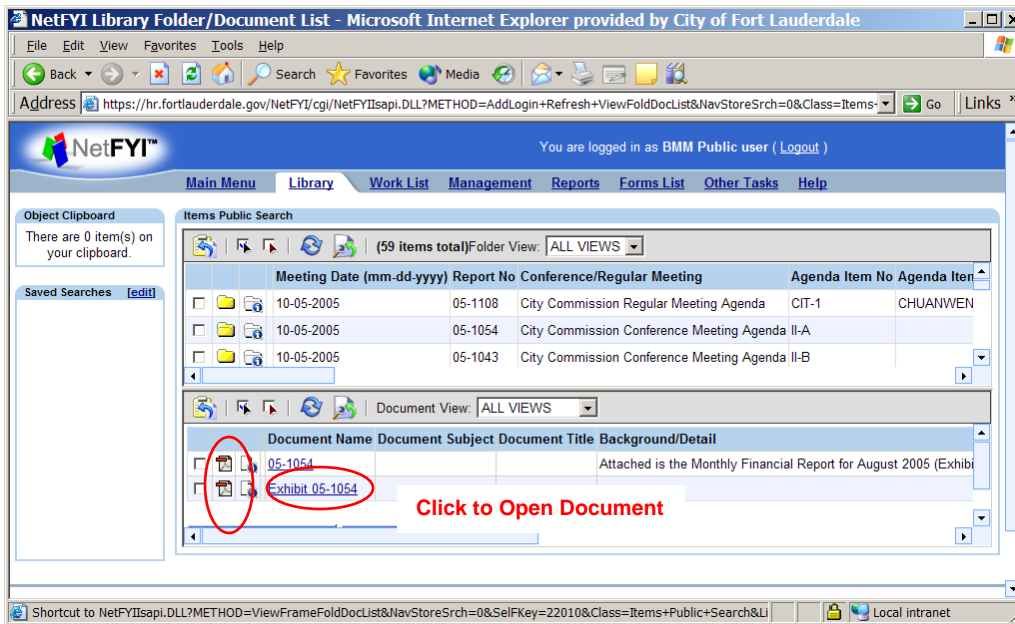 NetFYI Library Folder/Document List - Microsoft Internet Explorer provided by City of Fort Lauderdale
File Edit View Favorites Tools Help
Back Search Favorites Media
Address https://hr.fortlauderdale.gov/NetFYI/cgi/NetFYIIsapi.DLL?METHOD=AddLogin+Refresh+ViewFoldDocList&NavStoreSrch=0&Class=Items- Go Links »
NetFYI™
You are logged in as BMM Public user ( Logout )
Main Menu Library Work List Management Reports Forms List Other Tasks Help
Object Clipboard
There are 0 item(s) on
your clipboard.
Saved Searches [edit]
Items Public Search
(59 items total)Folder View: ALL VIEWS
Meeting Date (mm-dd-yyyy) Report No Conference/Regular Meeting Agenda Item No Agenda Item
10-05-2005 05-1108 City Commission Regular Meeting Agenda CIT-1 CHUANWEN
10-05-2005 05-1054 City Commission Conference Meeting Agenda II-A
10-05-2005 05-1043 City Commission Conference Meeting Agenda II-B
Document View: ALL VIEWS
Document Name Document Subject Document Title Background/Detail
05-1054 Attached is the Monthly Financial Report for August 2005 (Exhibi
Exhibit 05-1054
Click to Open Document
Shortcut to NetFYIIsapi.DLL?METHOD=ViewFrameFoldDocList&NavStoreSrch=0&SelFKey=22010&Class=Items+Public+Search&Li Local intranet